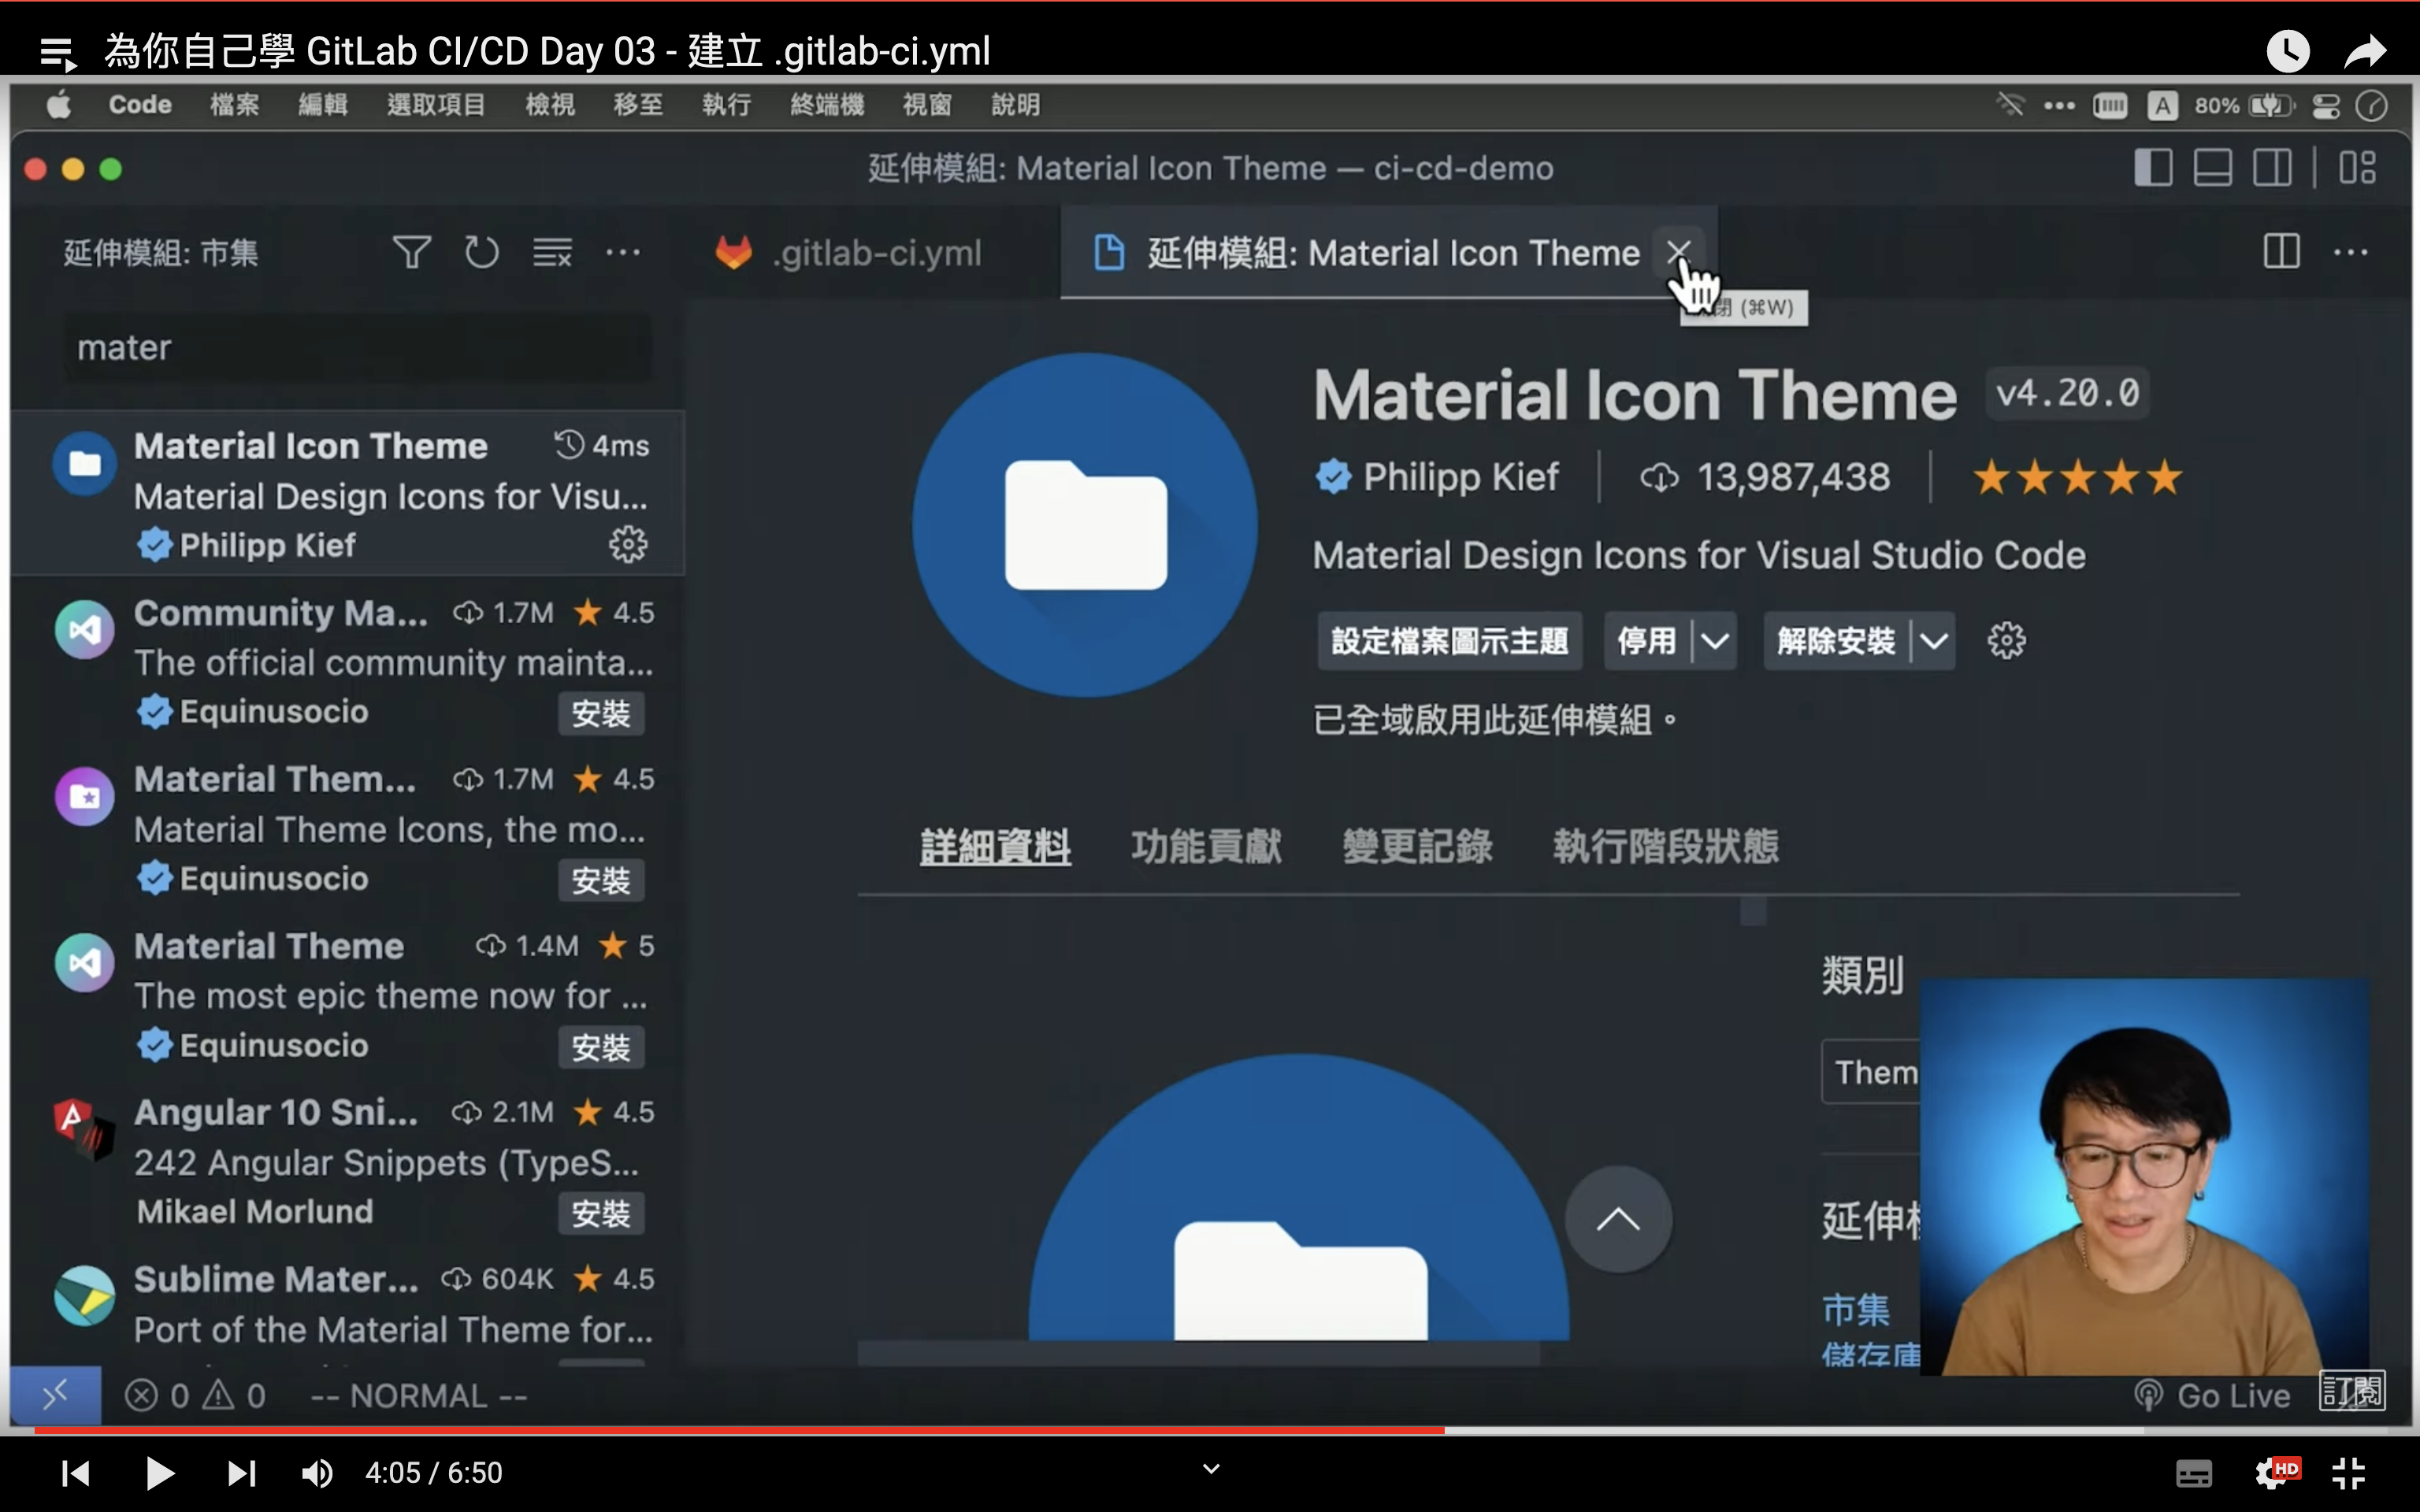 為你自己學 GitLab CI/CD Day 03 - 建立 .gitlab-ci.yml
Code 檔案 編輯 選取項目 檢視 移至 執行 終端機 視窗 說明
A 80%
延伸模組: Material Icon Theme — ci-cd-demo
延伸模組: 市集
.gitlab-ci.yml
延伸模組: Material Icon Theme
閉 (⌘W)
mater
Material Icon Theme 4ms
Material Design Icons for Visu...
Philipp Kief
Community Ma... 1.7M 4.5
The official community mainta...
Equinusocio 安裝
Material Them... 1.7M 4.5
Material Theme Icons, the mo...
Equinusocio 安裝
Material Theme 1.4M 5
The most epic theme now for ...
Equinusocio 安裝
Angular 10 Sni... 2.1M 4.5
242 Angular Snippets (TypeS...
Mikael Morlund 安裝
Sublime Mater... 604K 4.5
Port of the Material Theme for...
Material Icon Theme v4.20.0
Philipp Kief 13,987,438
Material Design Icons for Visual Studio Code
設定檔案圖示主題 停用 解除安裝
已全域啟用此延伸模組。
詳細資料 功能貢獻 變更記錄 執行階段狀態
類別
Them
延伸
市集
儲存庫
0 0 -- NORMAL --
Go Live
訂閱
4:05 / 6:50
HD